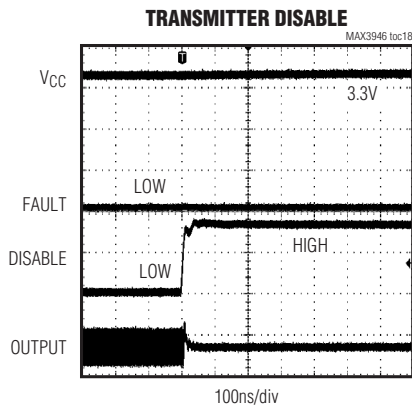 TRANSMITTER DISABLE
MAX3946 toc18
T
VCC
3.3V
LOW
FAULT
HIGH
DISABLE
LOW
OUTPUT
100ns/div